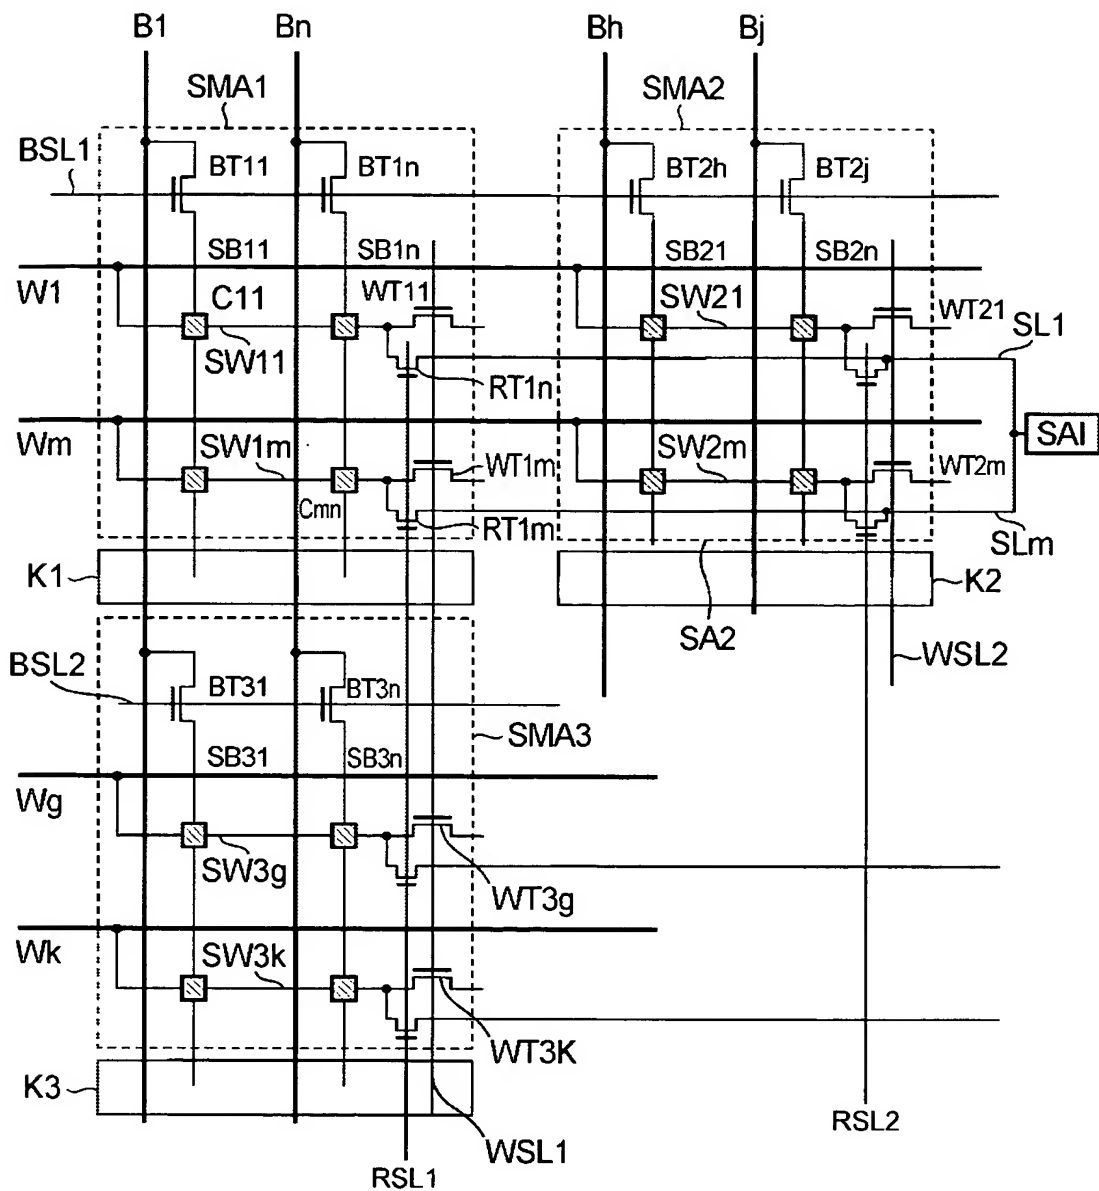 B1 Bn Bh Bj
SMA1 SMA2
BSL1 BT11 BT1n BT2h BT2j
SB11 SB1n SB21 SB2n
W1 C11 WT11 SW21 WT21
SW11 SL1
RT1n
Wm SW1m SW2m SAI
WT1m WT2m
Cmn RT1m SLm
K1 K2
SA2
BSL2 BT31 BT3n WSL2
SB31 SB3n SMA3
Wg
SW3g WT3g
Wk SW3k
WT3K
K3
RSL2
WSL1
RSL1